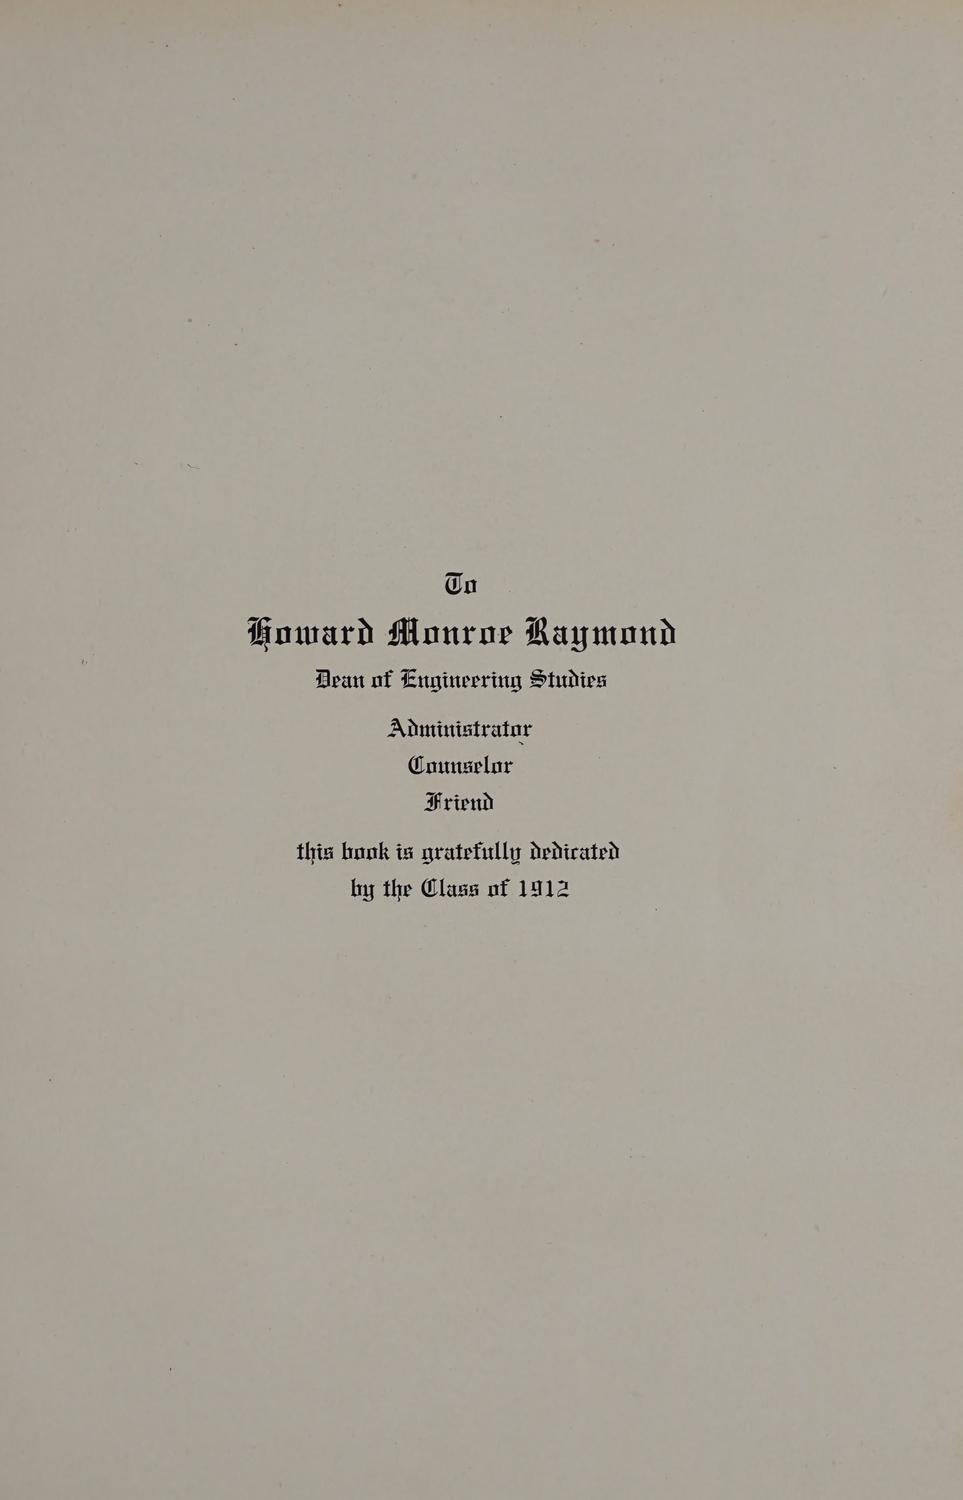 To
Howard Monroe Raymond
Dean of Engineering Studies
Administrator
Counselor
Friend
this book is gratefully dedicated
by the Class of 1912